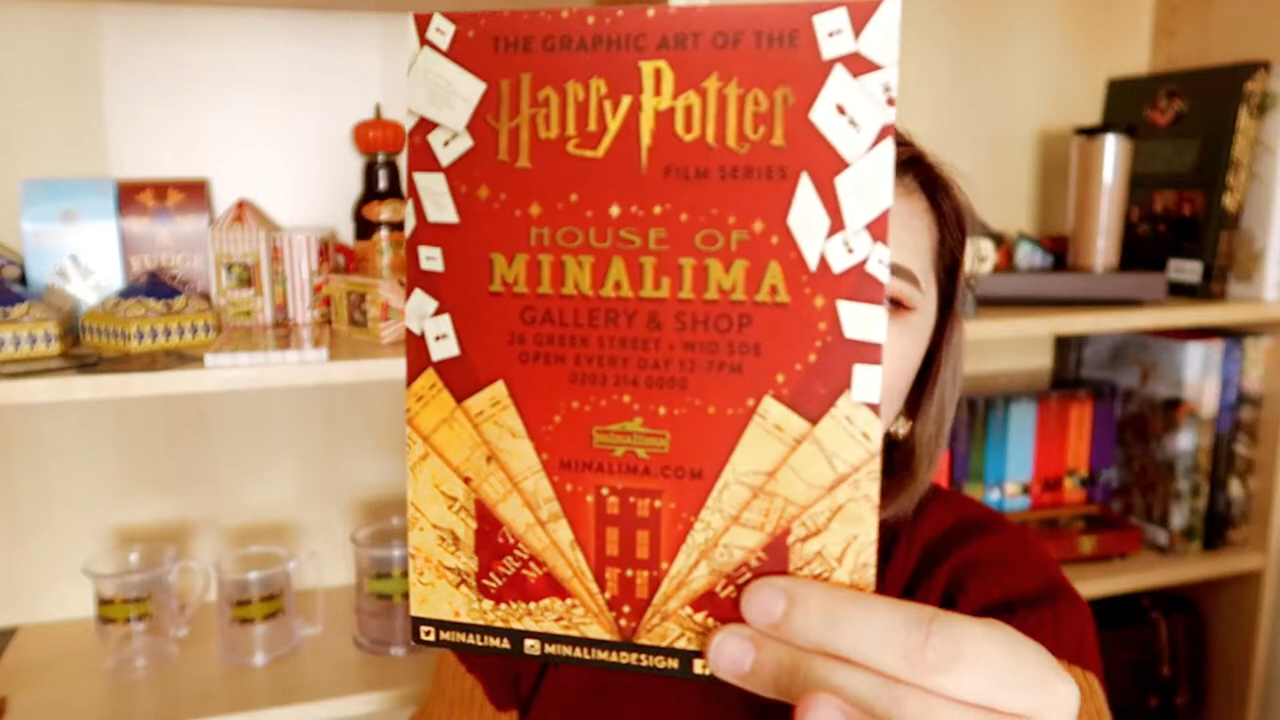 THE GRAPHIC ART OF THE
Harry Potter
FILM SERIES
HOUSE OF
MINALIMA
GALLERY & SHOP
26 GREEK STREET • W1D 5DE
OPEN EVERY DAY 12-7PM
0203 214 0000
minalima
MINALIMA.COM
MINALIMA
MINALIMADESIGN
FUDGE